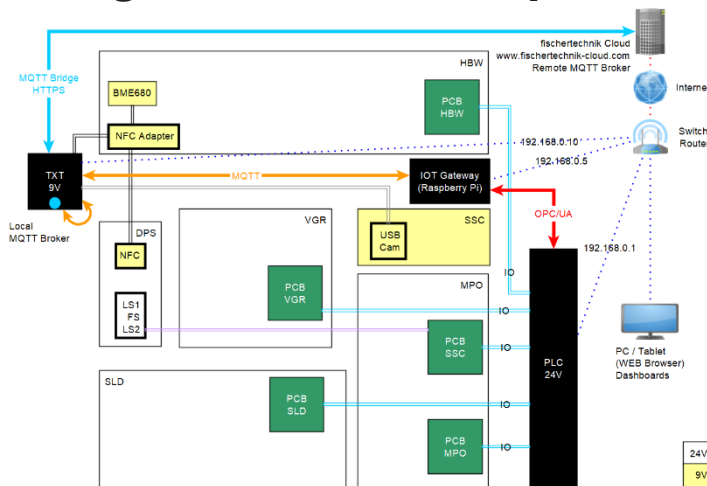 fischertechnik Cloud
www.fischertechnik-cloud.com
Remote MQTT Broker
MQTT Bridge
HTTPS
HBW
BME680
PCB
HBW
Internet
NFC Adapter
Switch
Router
192.168.0.10
192.168.0.5
TXT
9V
MQTT
IOT Gateway
(Raspberry Pi)
OPC/UA
Local
MQTT Broker
DPS
VGR
SSC
USB
Cam
NFC
192.168.0.1
IO
MPO
PCB
VGR
LS1
FS
LS2
IO
PCB
SSC
IO
PLC
24V
PC / Tablet
(WEB Browser)
Dashboards
SLD
PCB
SLD
IO
PCB
MPO
IO
24V
9V